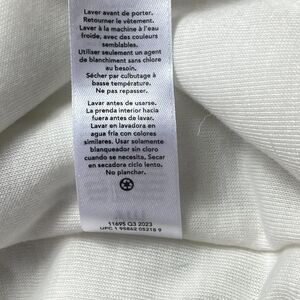 Laver avant de porter.
Retourner le vêtement.
Laver à la machine à l'eau
froide, avec des couleurs
semblables.
Utiliser seulement un agent
de blanchiment sans chlore
au besoin.
Sécher par culbutage à
basse température.
Ne pas repasser.
Lavar antes de usarse.
La prenda interior hacia
fuera antes de lavar.
Lavar en lavadora en
agua fría con colores
similares. Usar solamente
blanqueador sin cloro
cuando se necesita. Secar
en secadora ciclo lento.
No planchar.
11695 Q3 2023
UPC 1 95862 05218 9